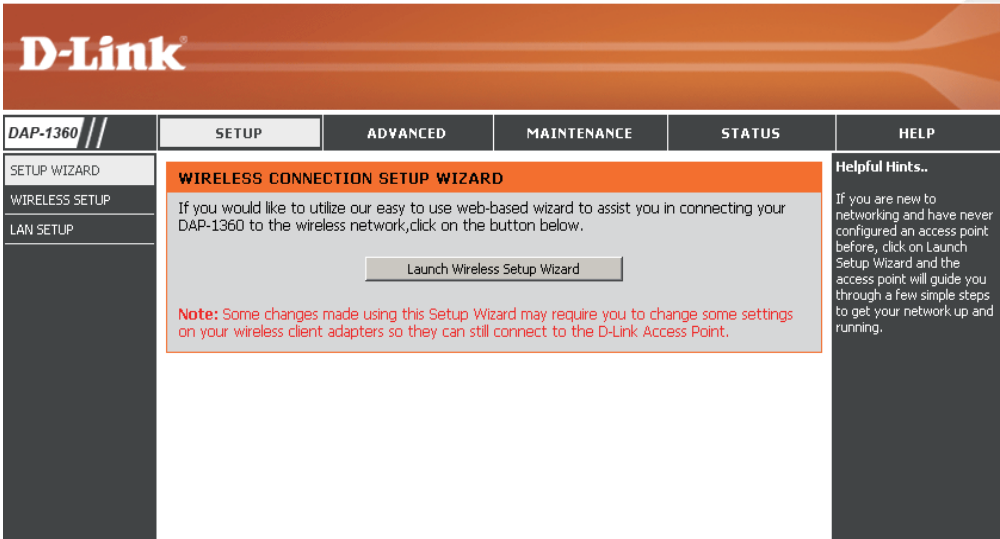 D-Link®
DAP-1360
SETUP
ADVANCED
MAINTENANCE
STATUS
HELP
SETUP WIZARD
WIRELESS SETUP
LAN SETUP
WIRELESS CONNECTION SETUP WIZARD
If you would like to utilize our easy to use web-based wizard to assist you in connecting your
DAP-1360 to the wireless network,click on the button below.
Launch Wireless Setup Wizard
Note: Some changes made using this Setup Wizard may require you to change some settings
on your wireless client adapters so they can still connect to the D-Link Access Point.
Helpful Hints..
If you are new to
networking and have never
configured an access point
before, click on Launch
Setup Wizard and the
access point will guide you
through a few simple steps
to get your network up and
running.